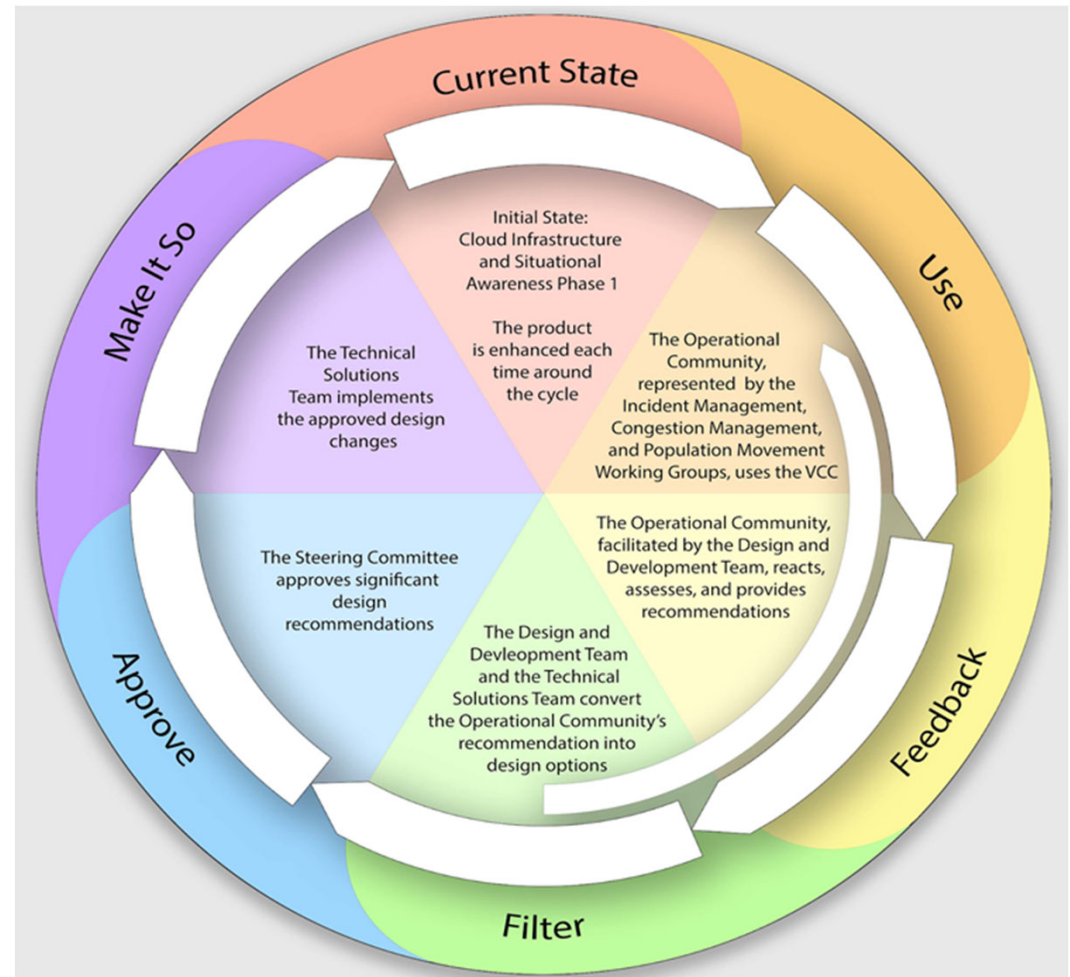 Current State
Initial State:
Cloud Infrastructure
and Situational
Awareness Phase 1
The product
is enhanced each
time around
the cycle
Use
The Operational
Community,
represented by the
Incident Management,
Congestion Management,
and Population Movement
Working Groups, uses the VCC
Feedback
The Operational Community,
facilitated by the Design and
Development Team, reacts,
assesses, and provides
recommendations
Filter
The Design and
Devleopment Team
and the Technical
Solutions Team convert
the Operational Community's
recommendation into
design options
Approve
The Steering Committee
approves significant
design
recommendations
Make It So
The Technical
Solutions
Team implements
the approved design
changes